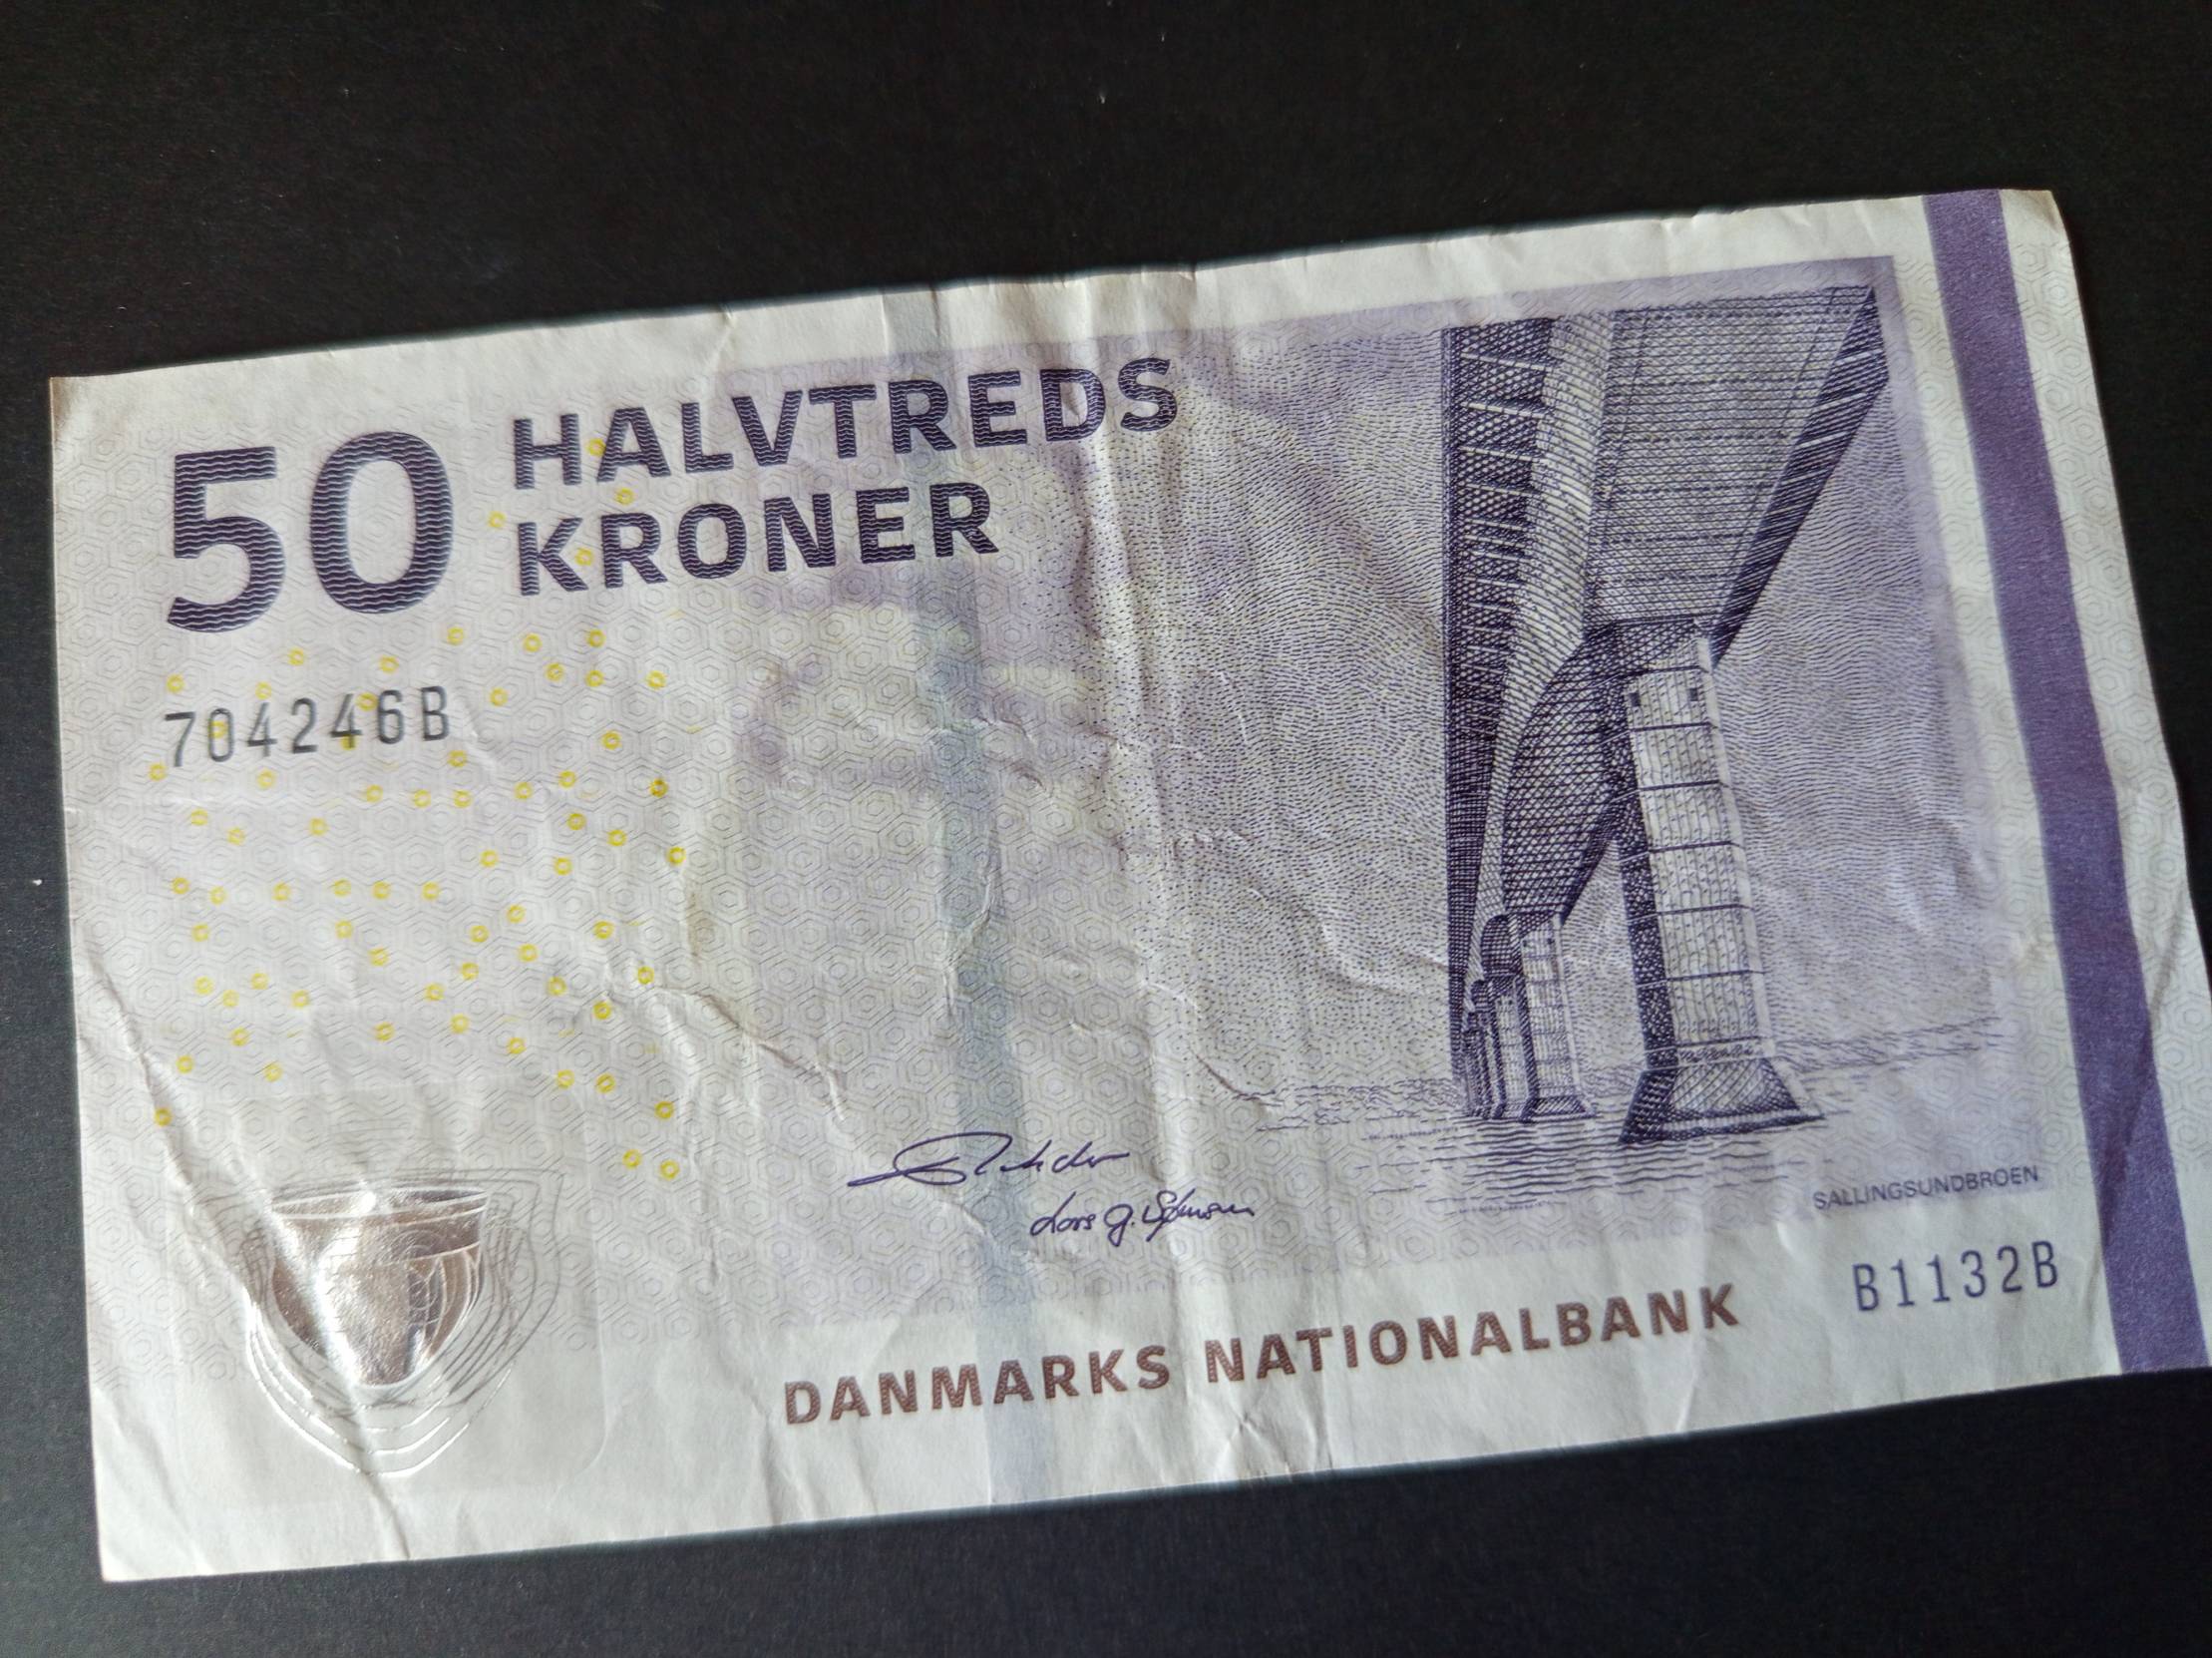 50
HALVTREDS
KRONER
704246B
SALLINGSUNDBROEN
B1132B
DANMARKS NATIONALBANK